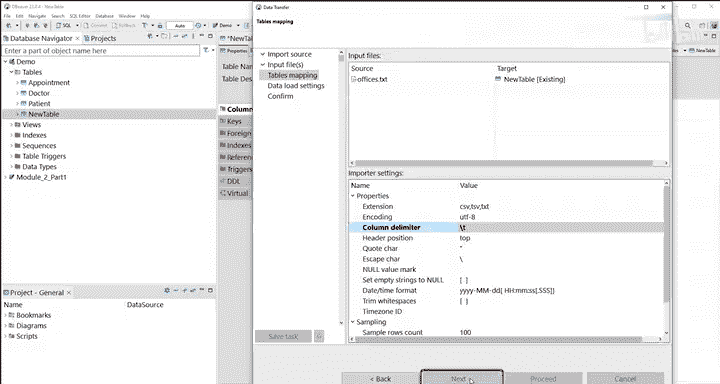 DBeaver 23.0.4 - NewTable
File Edit Navigate Search SQL Editor Database Window Help
Auto
Database Navigator Projects
Enter a part of object name here
Demo
Tables
Appointment
Doctor
Patient
NewTable
Views
Indexes
Sequences
Table Triggers
Data Types
Module_2_Part1
Project - General
Name DataSource
Bookmarks
Diagrams
Scripts
*NewTable
Properties
Table Name
Table Des
Column
Keys
Foreign
Indexes
Referen
Triggers
DDL
Virtual
Data Transfer
Tables mapping
Import source
Input file(s)
Tables mapping
Data load settings
Confirm
Input files:
Source Target
offices.txt NewTable [Existing]
Importer settings:
Name Value
Properties
Extension csv,tsv,txt
Encoding utf-8
Column delimiter \t
Header position top
Quote char "
Escape char \
NULL value mark
Set empty strings to NULL [ ]
Date/time format yyyy-MM-dd[ HH:mm:ss[.SSS]]
Trim whitespaces [ ]
Timezone ID
Sampling
Sample rows count 100
Save task
< Back Next > Proceed Cancel
NewTable